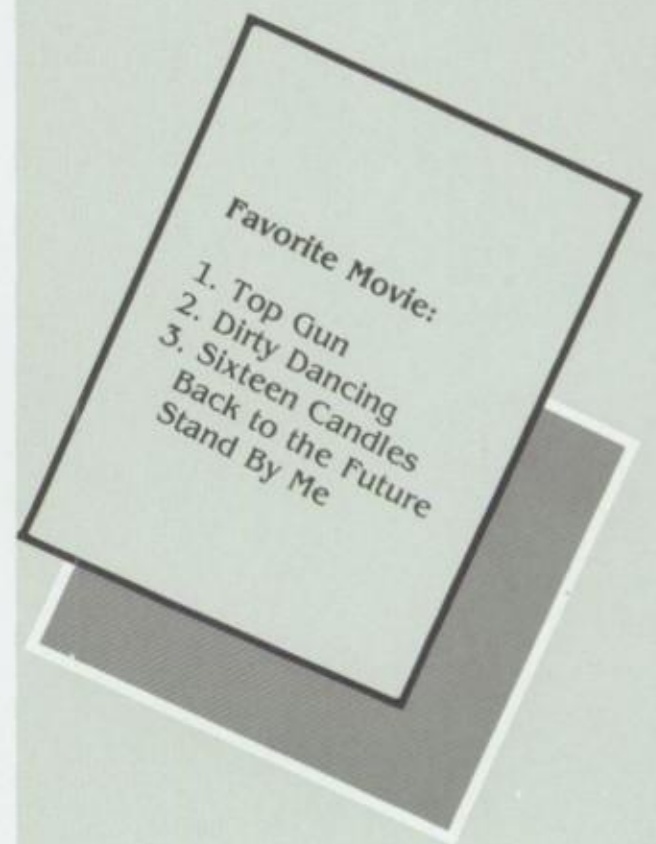 Favorite Movie:
1. Top Gun
2. Dirty Dancing
3. Sixteen Candles
Back to the Future
Stand By Me